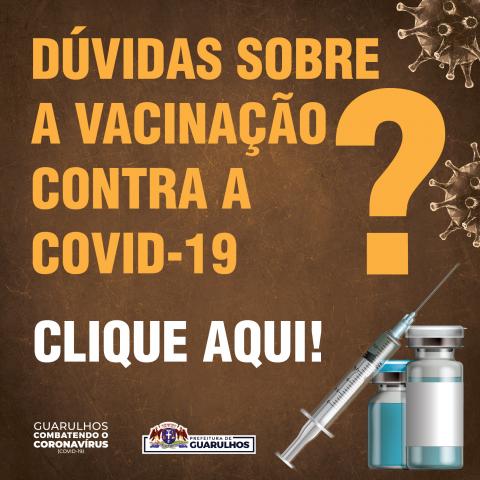 DÚVIDAS SOBRE
A VACINAÇÃO
CONTRA A
COVID-19
?
CLIQUE AQUI!
GUARULHOS
COMBATENDO O
CORONAVÍRUS
(COVID-19)
PREFEITURA DE
GUARULHOS